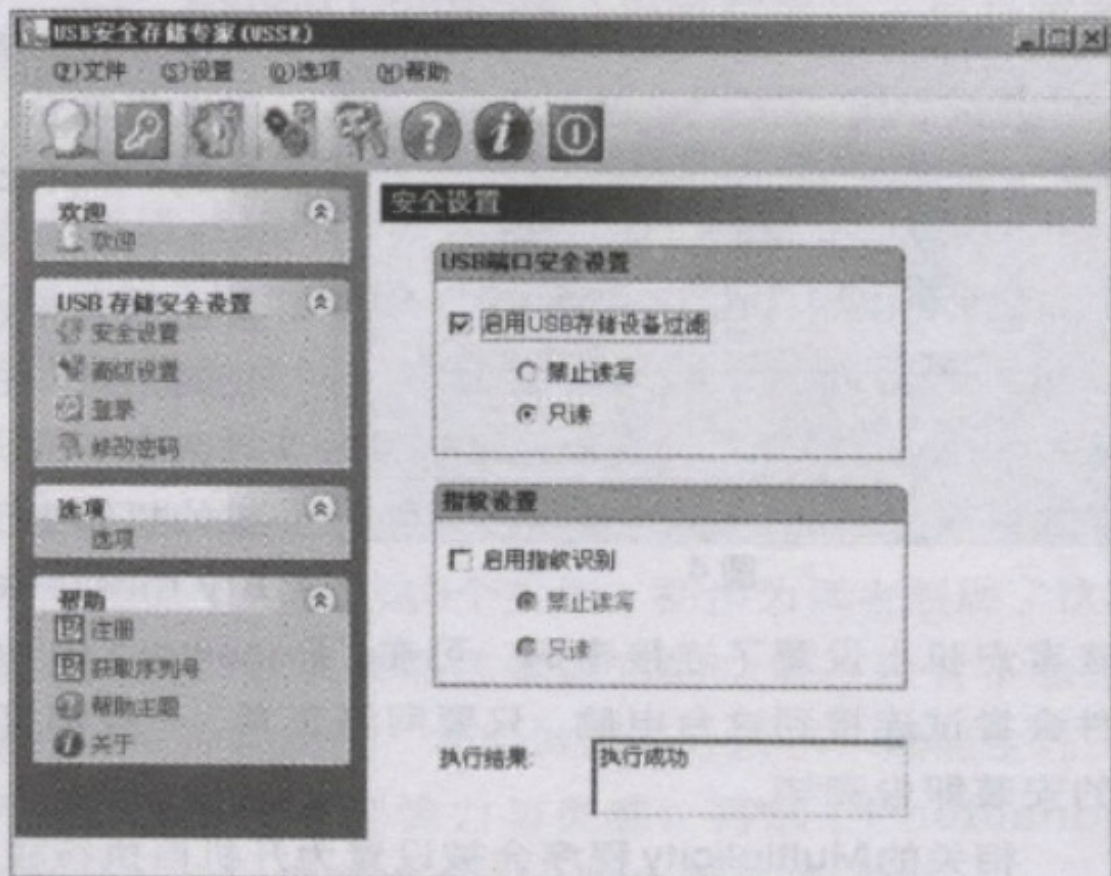 USB安全存储专家(USSE)
(F)文件 (S)设置 (O)选项 (H)帮助
欢迎
欢迎
USB 存储安全设置
安全设置
高级设置
登录
修改密码
选项
选项
帮助
注册
获取序列号
帮助主题
关于
安全设置
USB端口安全设置
启用USB存储设备过滤
禁止读写
只读
指纹设置
启用指纹识别
禁止读写
只读
执行结果: 执行成功